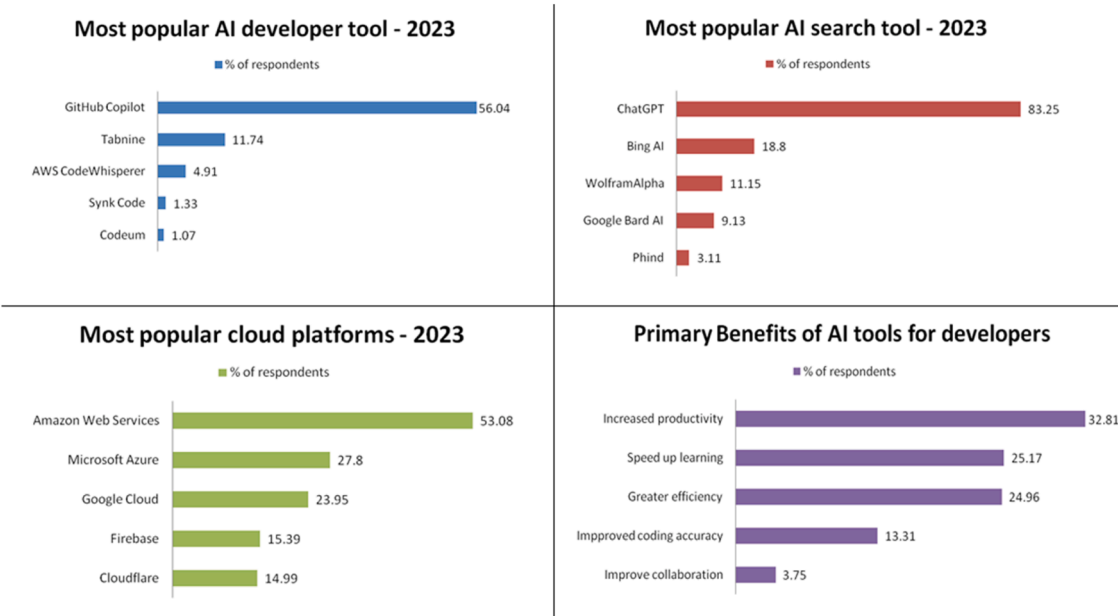 Most popular AI developer tool - 2023
% of respondents
GitHub Copilot 56.04
Tabnine 11.74
AWS CodeWhisperer 4.91
Synk Code 1.33
Codeum 1.07
Most popular AI search tool - 2023
% of respondents
ChatGPT 83.25
Bing AI 18.8
WolframAlpha 11.15
Google Bard AI 9.13
Phind 3.11
Most popular cloud platforms - 2023
% of respondents
Amazon Web Services 53.08
Microsoft Azure 27.8
Google Cloud 23.95
Firebase 15.39
Cloudflare 14.99
Primary Benefits of AI tools for developers
% of respondents
Increased productivity 32.81
Speed up learning 25.17
Greater efficiency 24.96
Impproved coding accuracy 13.31
Improve collaboration 3.75